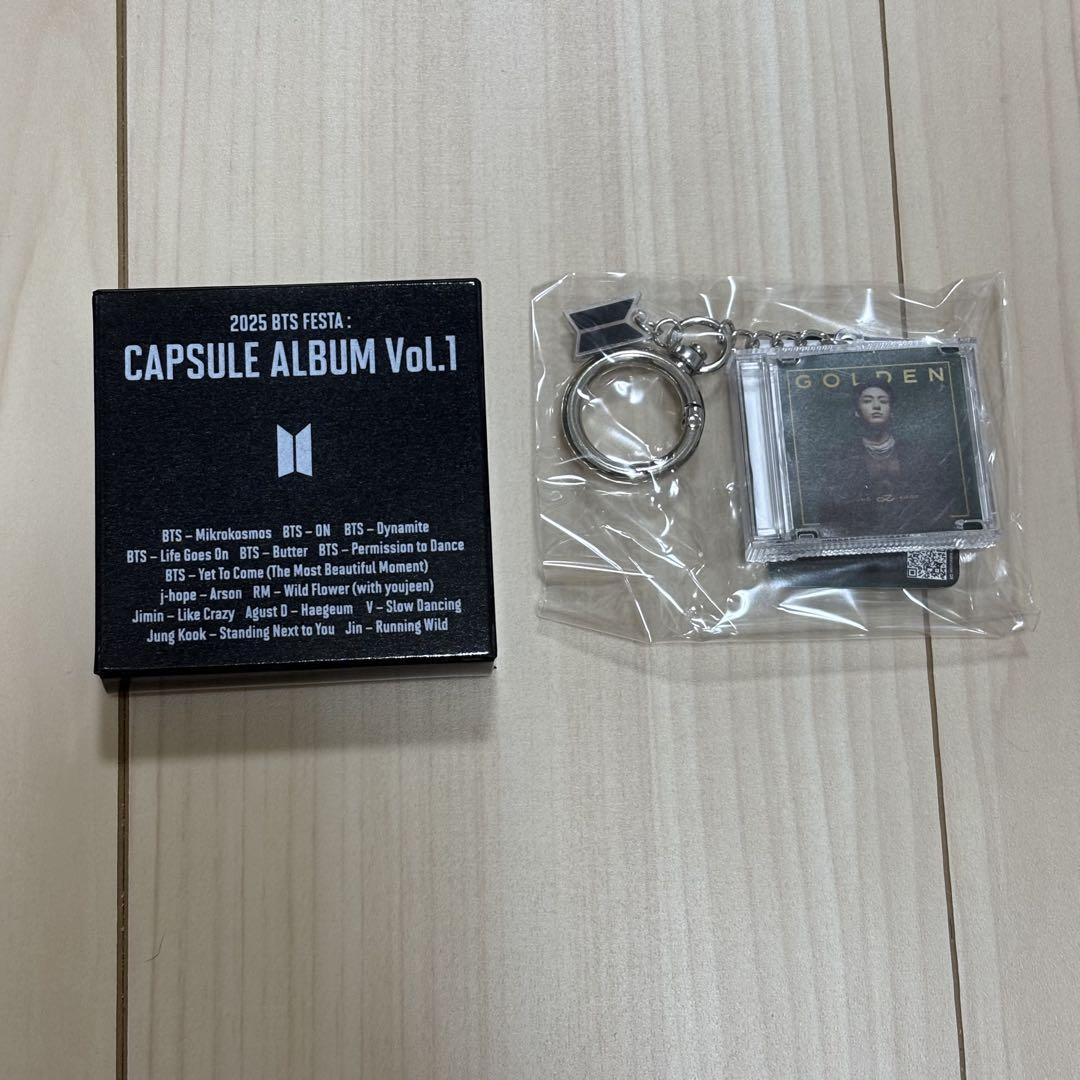 2025 BTS FESTA :
CAPSULE ALBUM Vol.1
BTS – Mikrokosmos BTS – ON BTS – Dynamite
BTS – Life Goes On BTS – Butter BTS – Permission to Dance
BTS – Yet To Come (The Most Beautiful Moment)
j-hope – Arson RM – Wild Flower (with youjeen)
Jimin – Like Crazy Agust D – Haegeum V – Slow Dancing
Jung Kook – Standing Next to You Jin – Running Wild
GOLDEN